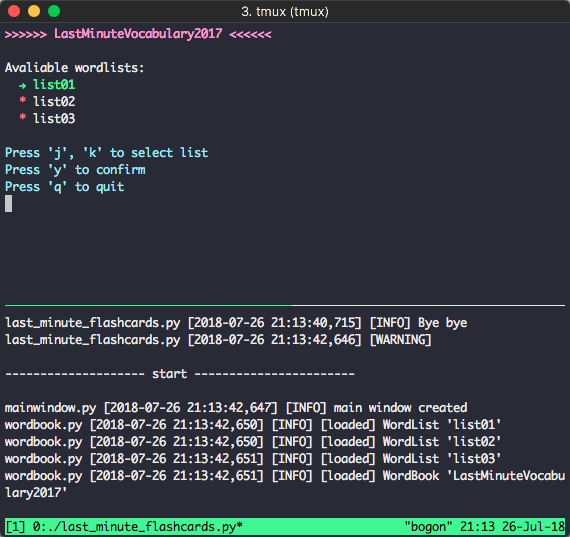 3. tmux (tmux)
>>>>>> LastMinuteVocabulary2017 <<<<<<
Avaliable wordlists:
→ list01
* list02
* list03
Press 'j', 'k' to select list
Press 'y' to confirm
Press 'q' to quit
last_minute_flashcards.py [2018-07-26 21:13:40,715] [INFO] Bye bye
last_minute_flashcards.py [2018-07-26 21:13:42,646] [WARNING]
-------------------- start -----------------------
mainwindow.py [2018-07-26 21:13:42,647] [INFO] main window created
wordbook.py [2018-07-26 21:13:42,650] [INFO] [loaded] WordList 'list01'
wordbook.py [2018-07-26 21:13:42,650] [INFO] [loaded] WordList 'list02'
wordbook.py [2018-07-26 21:13:42,651] [INFO] [loaded] WordList 'list03'
wordbook.py [2018-07-26 21:13:42,651] [INFO] [loaded] WordBook 'LastMinuteVocabu
lary2017'
[1] 0:./last_minute_flashcards.py* "bogon" 21:13 26-Jul-18